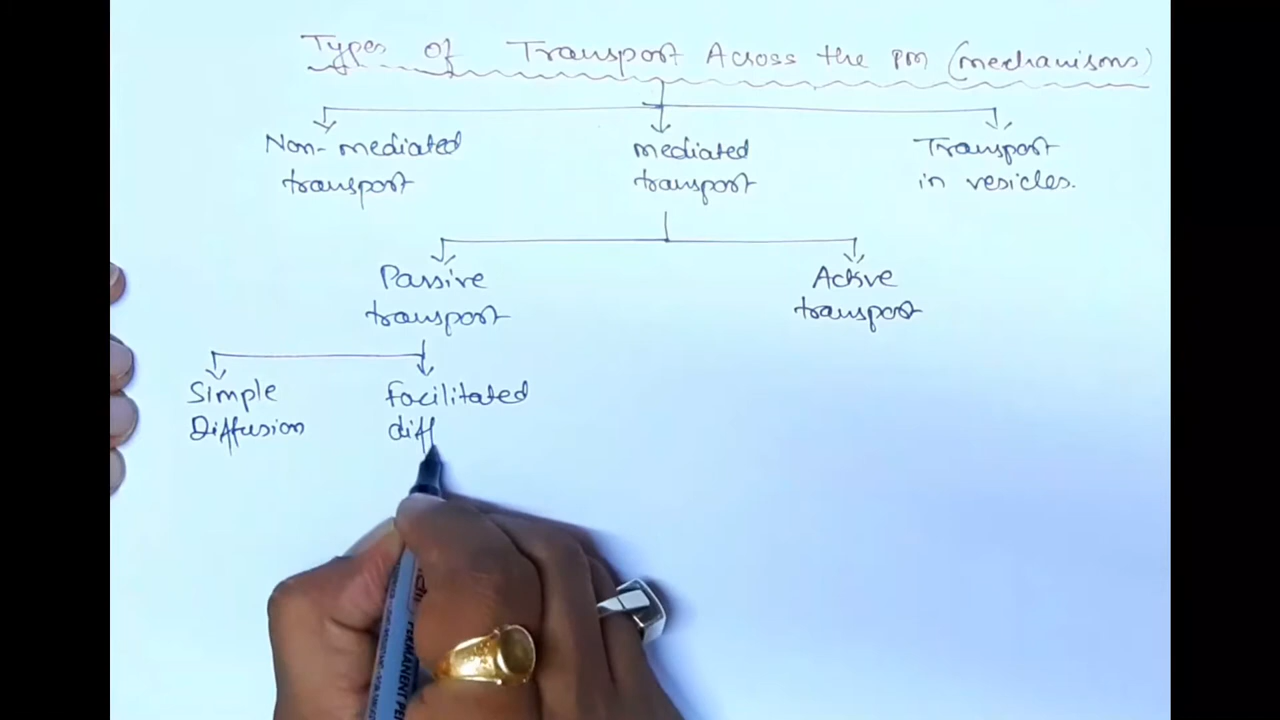 Types of Transport Across the PM (mechanisms)
Non-mediated
transport
mediated
transport
Transport
in vesicles.
Passive
transport
Active
transport
Simple
Diffusion
facilitated
diff
PERMANENT